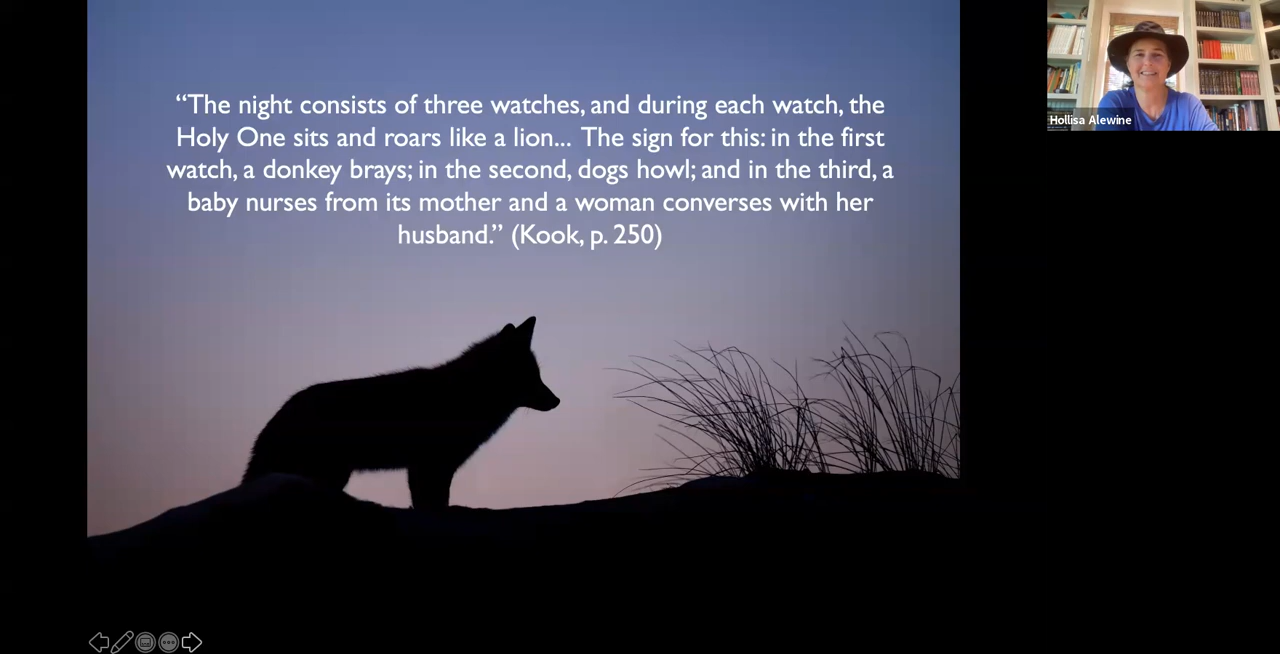 “The night consists of three watches, and during each watch, the
Holy One sits and roars like a lion... The sign for this: in the first
watch, a donkey brays; in the second, dogs howl; and in the third, a
baby nurses from its mother and a woman converses with her
husband.” (Kook, p. 250)
Hollisa Alewine